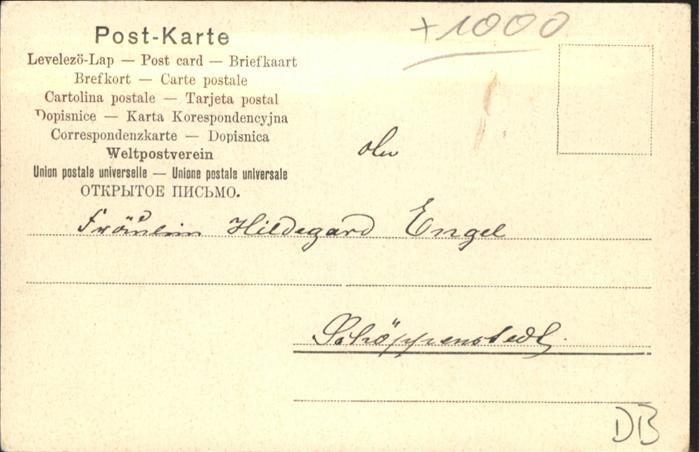 +1000
Post-Karte
Levelezö-Lap — Post card — Briefkaart
Brefkort — Carte postale
Cartolina postale — Tarjeta postal
Dopisnice — Karta Korespondencyjna
Correspondenzkarte — Dopisnica
Weltpostverein
Union postale universelle — Unione postale universale
ОТКРЫТОЕ ПИСЬМО.
Fräulein Hildegard Engel
Schöppenstedt.
DB